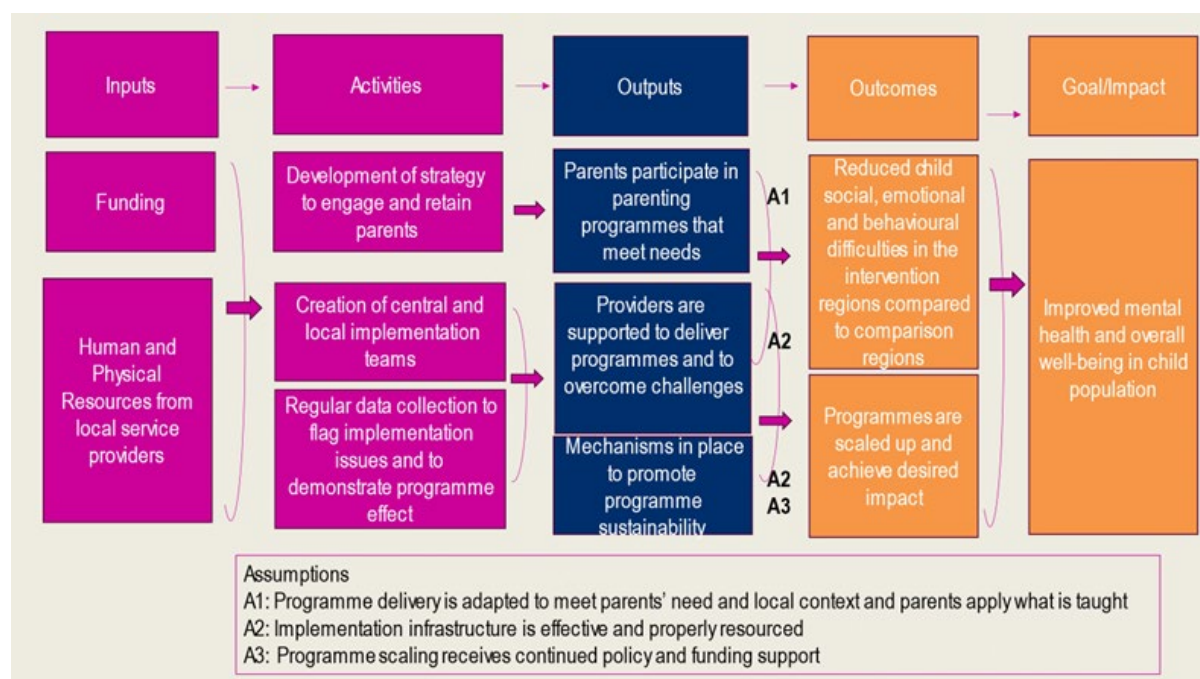 Inputs
Activities
Outputs
Outcomes
Goal/Impact
Funding
Human and
Physical
Resources from
local service
providers
Development of strategy
to engage and retain
parents
Creation of central and
local implementation
teams
Regular data collection to
flag implementation
issues and to
demonstrate programme
effect
Parents participate in
parenting
programmes that
meet needs
Providers are
supported to deliver
programmes and to
overcome challenges
Mechanisms in place
to promote
programme
sustainability
A1
A2
A2
A3
Reduced child
social, emotional
and behavioural
difficulties in the
intervention
regions compared
to comparison
regions
Programmes are
scaled up and
achieve desired
impact
Improved mental
health and overall
well-being in child
population
Assumptions
A1: Programme delivery is adapted to meet parents’ need and local context and parents apply what is taught
A2: Implementation infrastructure is effective and properly resourced
A3: Programme scaling receives continued policy and funding support